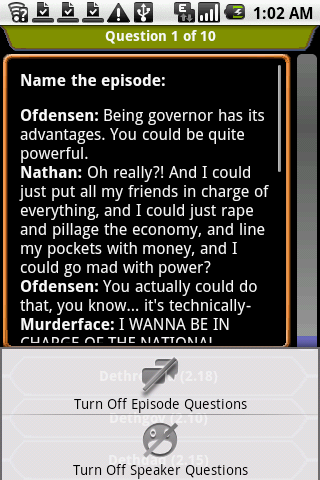 1:02 AM
Question 1 of 10
Name the episode:
Ofdensen: Being governor has its
advantages. You could be quite
powerful.
Nathan: Oh really?! And I could
just put all my friends in charge of
everything, and I could just rape
and pillage the economy, and line
my pockets with money, and I
could go mad with power?
Ofdensen: You actually could do
that, you know... it's technically-
Murderface: I WANNA BE IN
CHARGE OF THE NATIONAL
(2.18)
Turn Off Episode Questions
Dethgov (2.10)
(2.15)
Turn Off Speaker Questions